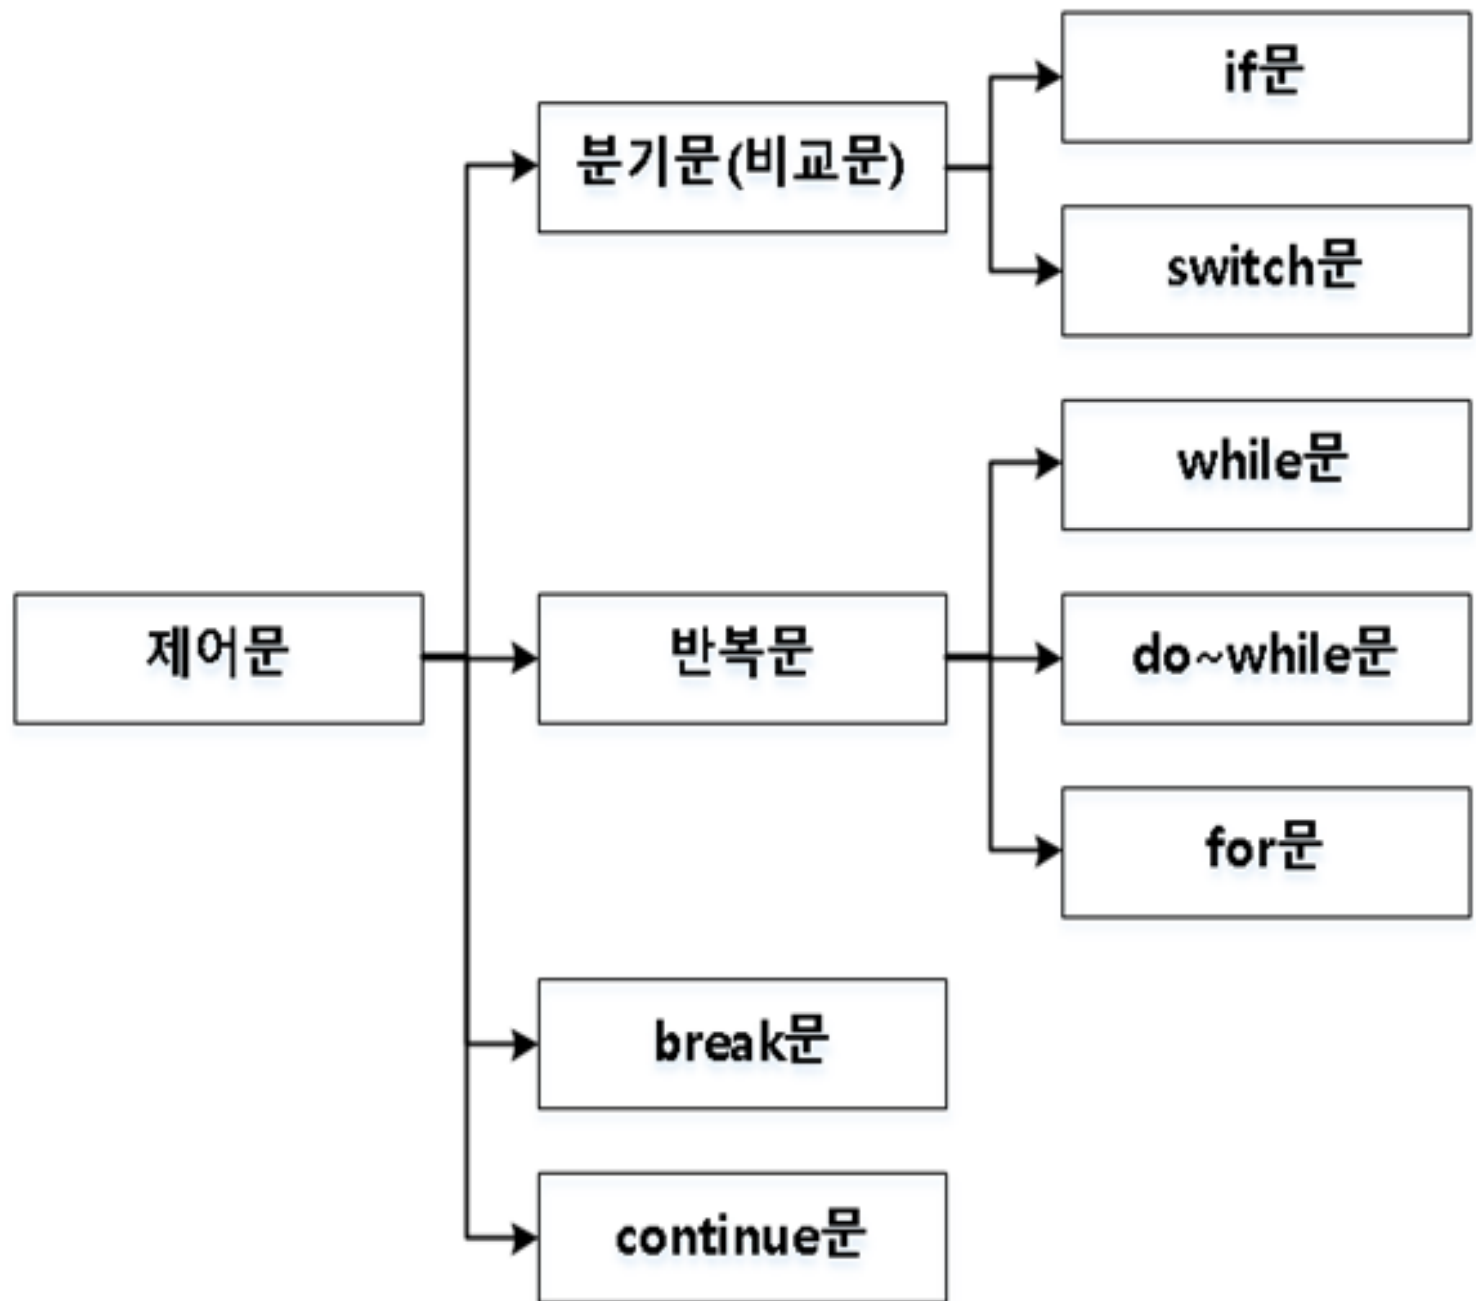 제어문
분기문(비교문)
if문
switch문
반복문
while문
do~while문
for문
break문
continue문